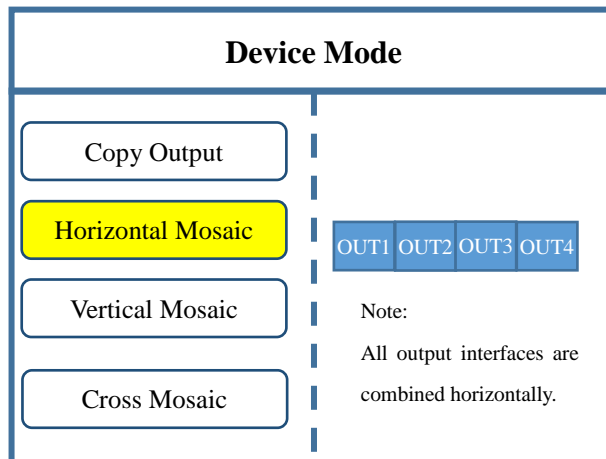 Device Mode
Copy Output
Horizontal Mosaic
Vertical Mosaic
Cross Mosaic
OUT1 OUT2 OUT3 OUT4
Note:
All output interfaces are
combined horizontally.